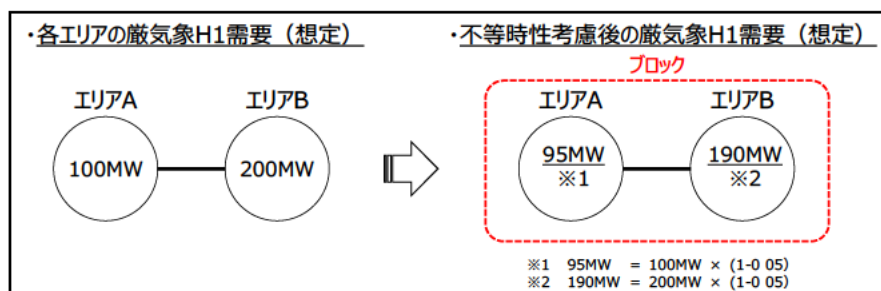 ・各エリアの厳気象H1需要（想定）
・不等時性考慮後の厳気象H1需要（想定）
ブロック
エリアA
エリアB
エリアA
エリアB
100MW
200MW
95MW
※1
190MW
※2
※1 95MW = 100MW × (1-0 05)
※2 190MW = 200MW × (1-0 05)